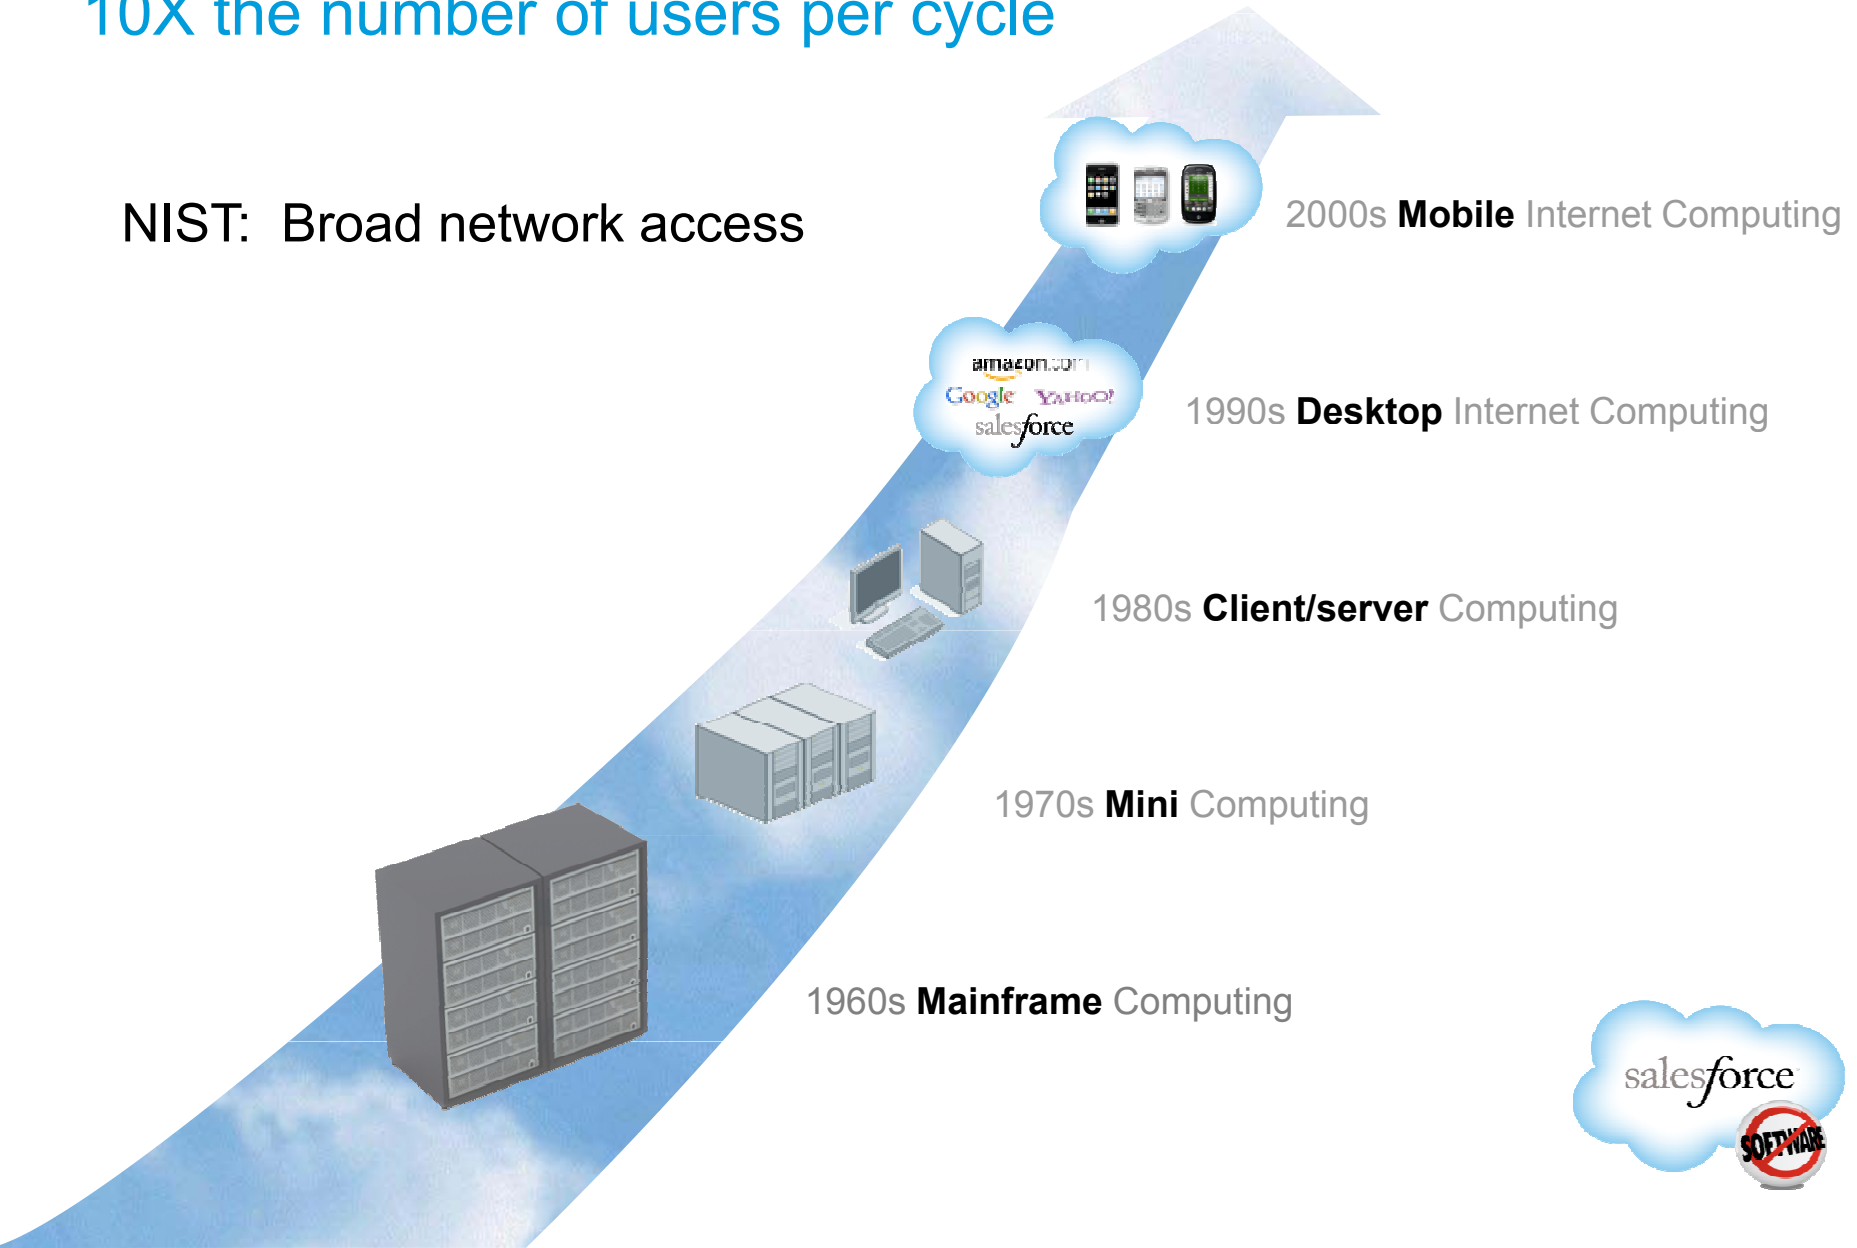 10X the number of users per cycle
NIST: Broad network access
2000s Mobile Internet Computing
amazon.com
Google YAHOO!
salesforce
1990s Desktop Internet Computing
1980s Client/server Computing
1970s Mini Computing
1960s Mainframe Computing
salesforce
SOFTWARE